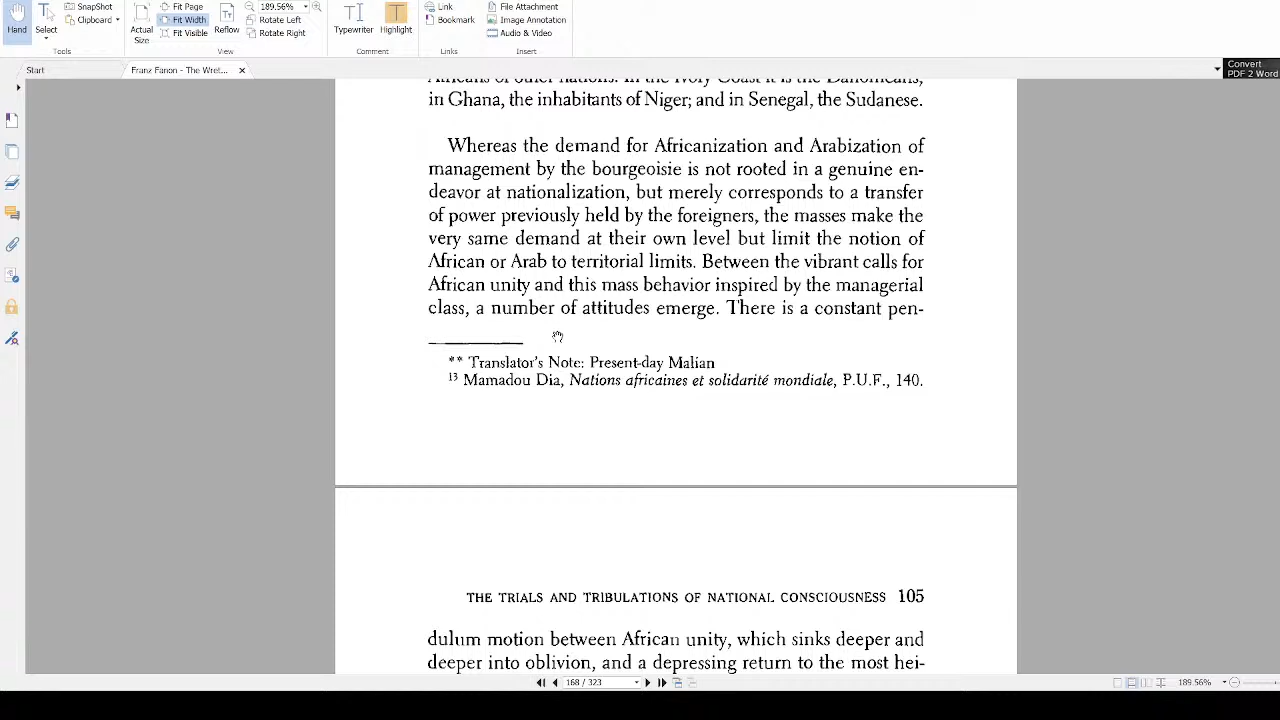 Link
File Attachment
Fit Page
189.56%
SnapShot
Rotate Left
Image Annotation
Bookmark
Clipboard
Fit Width
Hand
Select
Actual
Size
Fit Visible
Reflow
Rotate Right
Typewriter
Highlight
Audio & Video
Tools
View
Comment
Links
Insert
Start
Franz Fanon - The Wret...
Convert
PDF 2 Word
Africans of other nations. In the Ivory Coast it is the Dahomeans,
in Ghana, the inhabitants of Niger; and in Senegal, the Sudanese.
Whereas the demand for Africanization and Arabization of
management by the bourgeoisie is not rooted in a genuine en-
deavor at nationalization, but merely corresponds to a transfer
of power previously held by the foreigners, the masses make the
very same demand at their own level but limit the notion of
African or Arab to territorial limits. Between the vibrant calls for
African unity and this mass behavior inspired by the managerial
class, a number of attitudes emerge. There is a constant pen-
** Translator's Note: Present-day Malian
13 Mamadou Dia, Nations africaines et solidarité mondiale, P.U.F., 140.
THE TRIALS AND TRIBULATIONS OF NATIONAL CONSCIOUSNESS 105
dulum motion between African unity, which sinks deeper and
deeper into oblivion, and a depressing return to the most hei-
168 / 323
189.56%